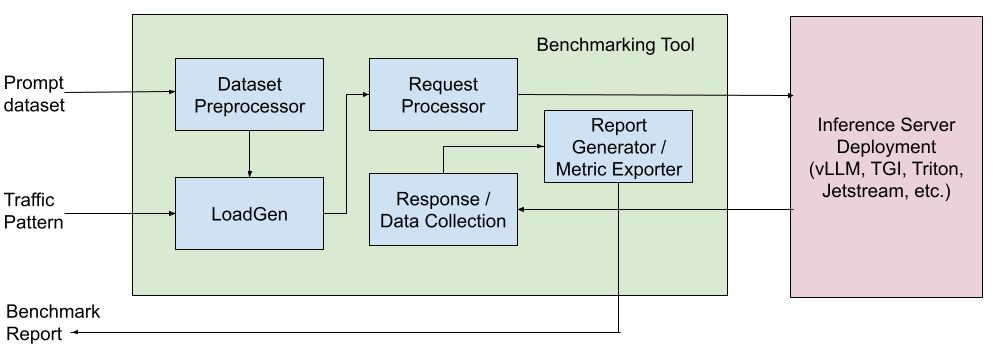 Benchmarking Tool
Prompt
dataset
Dataset
Preprocessor
Request
Processor
Report
Generator /
Metric Exporter
Inference Server
Deployment
(vLLM, TGI, Triton,
Jetstream, etc.)
Traffic
Pattern
LoadGen
Response /
Data Collection
Benchmark
Report